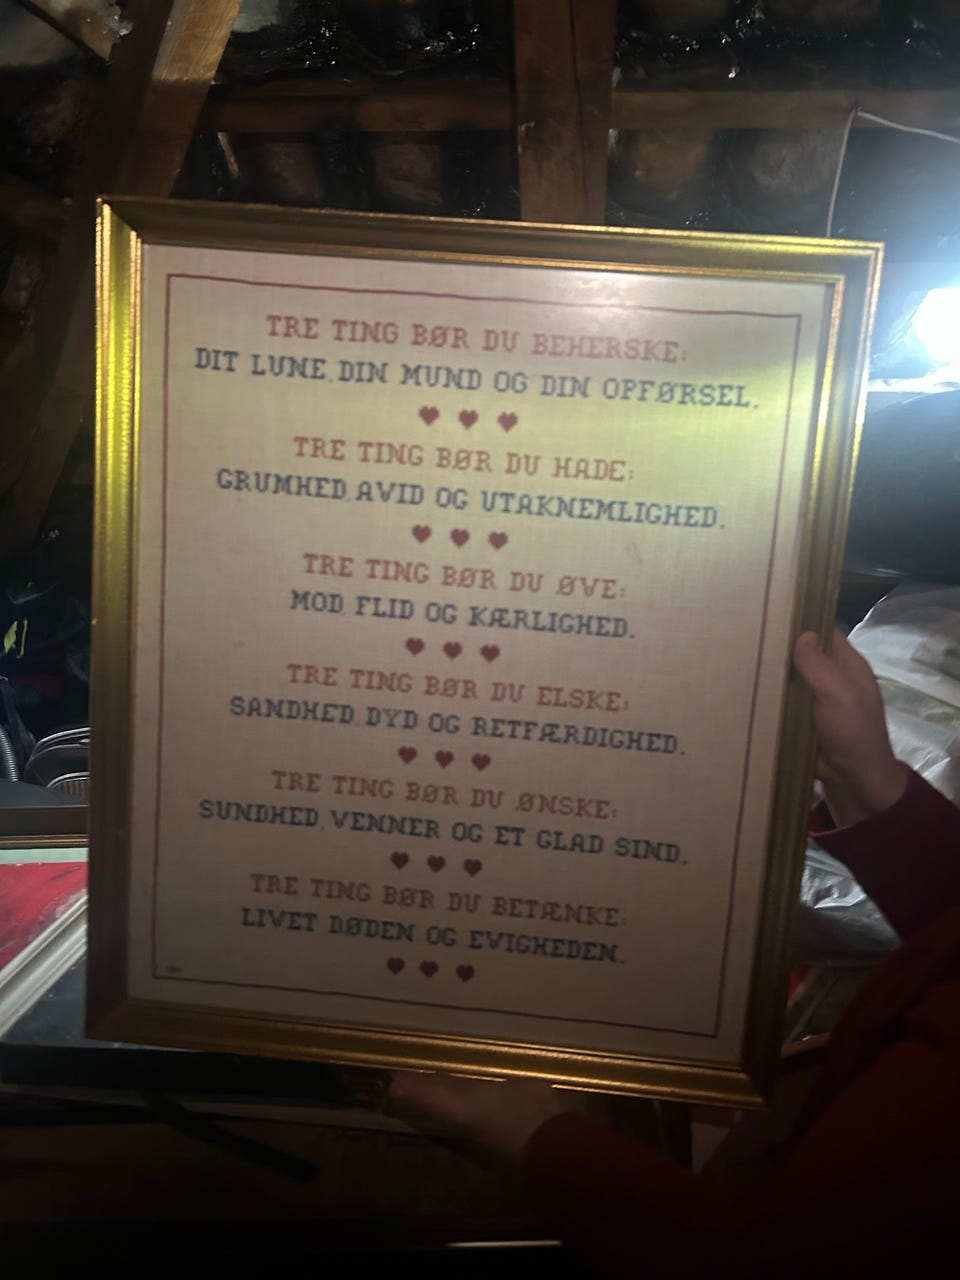 TRE TING BØR DU BEHERSKE:
DIT LUNE, DIN MUND OG DIN OPFØRSEL.
TRE TING BØR DU HADE:
GRUMHED, AVID OG UTAKNEMLIGHED.
TRE TING BØR DU ØVE:
MOD, FLID OG KÆRLIGHED.
TRE TING BØR DU ELSKE:
SANDHED, DYD OG RETFÆRDIGHED.
TRE TING BØR DU ØNSKE:
SUNDHED, VENNER OG ET GLAD SIND.
TRE TING BØR DU BETÆNKE:
LIVET DØDEN OG EVIGHEDEN.